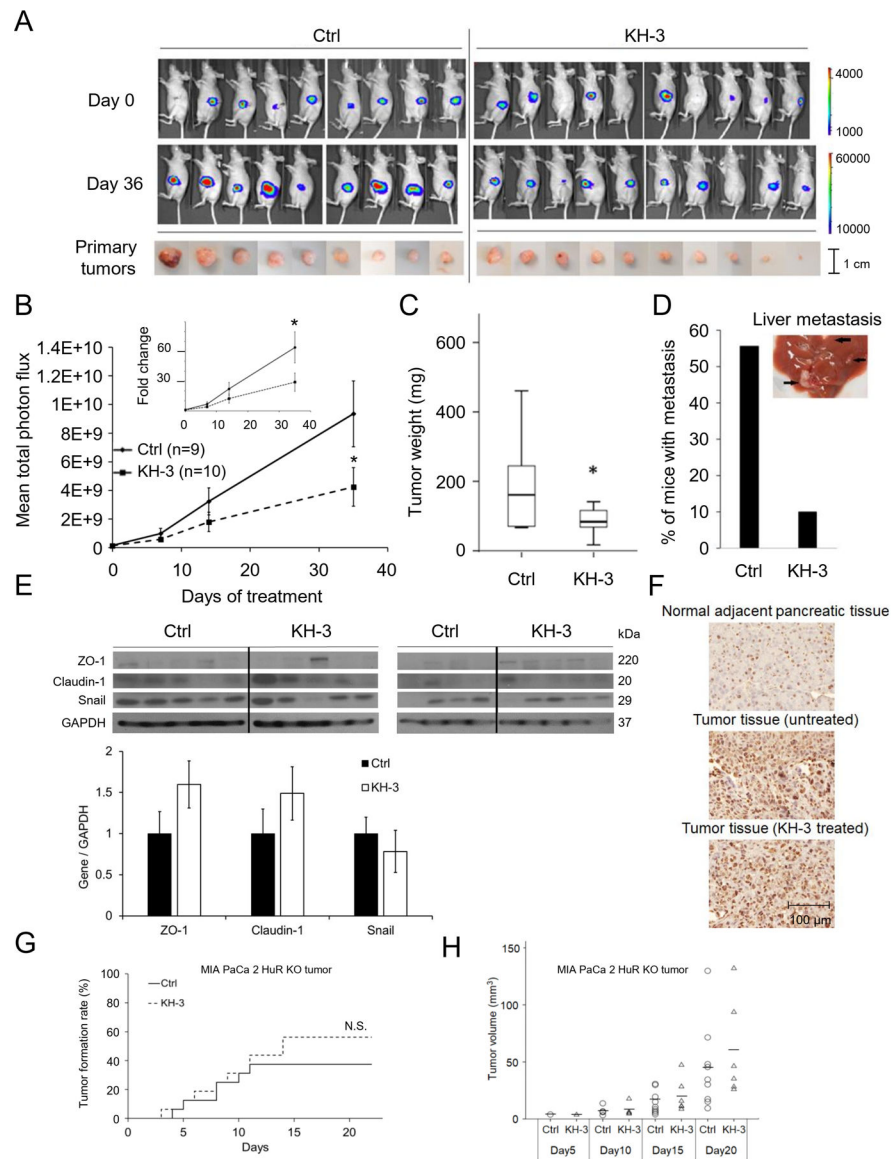 A
Ctrl
KH-3
Day 0
4000
1000
Day 36
60000
10000
Primary
tumors
1 cm
B
Mean total photon flux
1.4E+10
1.2E+10
1E+10
8E+9
6E+9
4E+9
2E+9
0
0
10
20
30
40
Days of treatment
Ctrl (n=9)
KH-3 (n=10)
*
Fold change
60
30
0
5
10
15
20
25
30
35
40
*
C
Tumor weight (mg)
600
400
200
0
*
Ctrl
KH-3
D
% of mice with metastasis
60
50
40
30
20
10
0
Liver metastasis
Ctrl
KH-3
E
Ctrl
KH-3
Ctrl
KH-3
kDa
ZO-1
220
Claudin-1
20
Snail
29
GAPDH
37
Gene / GAPDH
2
1.5
1
0.5
0
Ctrl
KH-3
ZO-1
Claudin-1
Snail
F
Normal adjacent pancreatic tissue
Tumor tissue (untreated)
Tumor tissue (KH-3 treated)
100 µm
G
MIA PaCa 2 HuR KO tumor
Tumor formation rate (%)
100
80
60
40
20
0
Ctrl
KH-3
N.S.
0
5
10
15
20
Days
H
MIA PaCa 2 HuR KO tumor
Tumor volume (mm³)
150
100
50
0
Ctrl KH-3 Ctrl KH-3 Ctrl KH-3 Ctrl KH-3
Day5 Day10 Day15 Day20